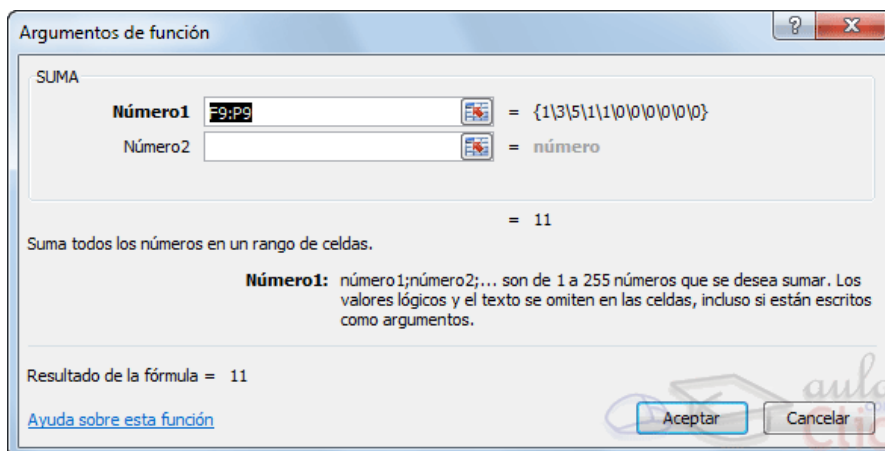 Argumentos de función
SUMA
Número1 F9:P9 = {1\3\5\1\1\0\0\0\0\0\0}
Número2 = número
= 11
Suma todos los números en un rango de celdas.
Número1: número1;número2;... son de 1 a 255 números que se desea sumar. Los
valores lógicos y el texto se omiten en las celdas, incluso si están escritos
como argumentos.
Resultado de la fórmula = 11
aula
Clic
Ayuda sobre esta función Aceptar Cancelar